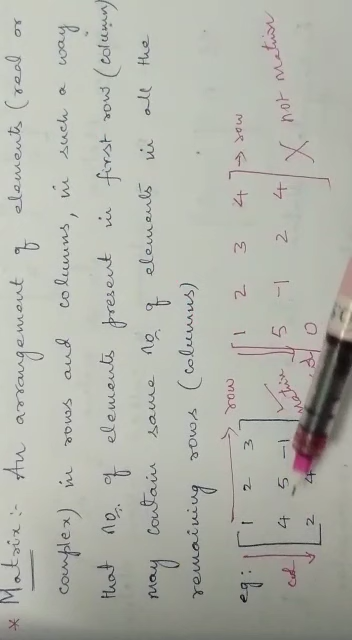 * Matrix :- An arrangement of elements (real or
complex) in rows and columns, in such a way
that no. of elements present in first row (column)
may contain same no. of elements in all the
remaining rows (columns)
row
eg: [ 1 2 3 ] [ 1 2 3 4 ] → row
4 5 -1 matrix 5 -1 2 4 X not matrix
col 2 4 0